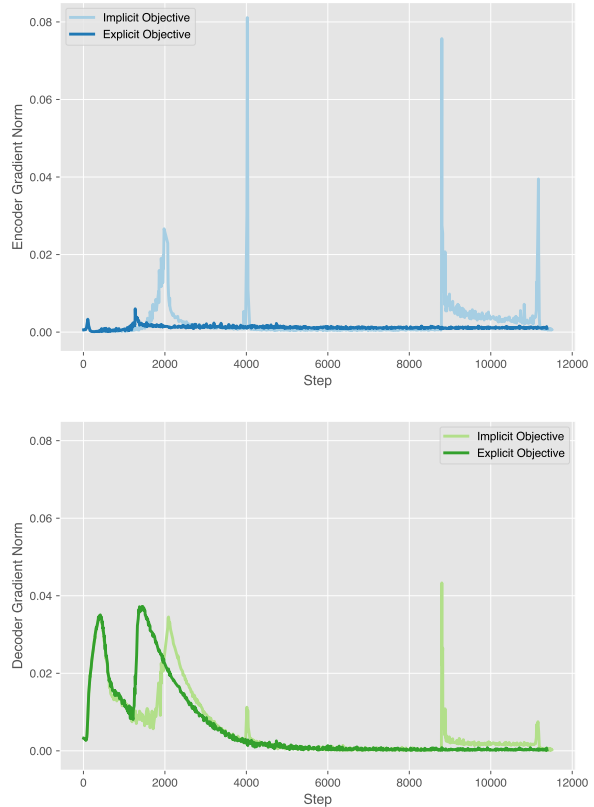 Implicit Objective
Explicit Objective
Encoder Gradient Norm
0.08
0.06
0.04
0.02
0.00
0 2000 4000 6000 8000 10000 12000
Step
Implicit Objective
Explicit Objective
Decoder Gradient Norm
0.08
0.06
0.04
0.02
0.00
0 2000 4000 6000 8000 10000 12000
Step